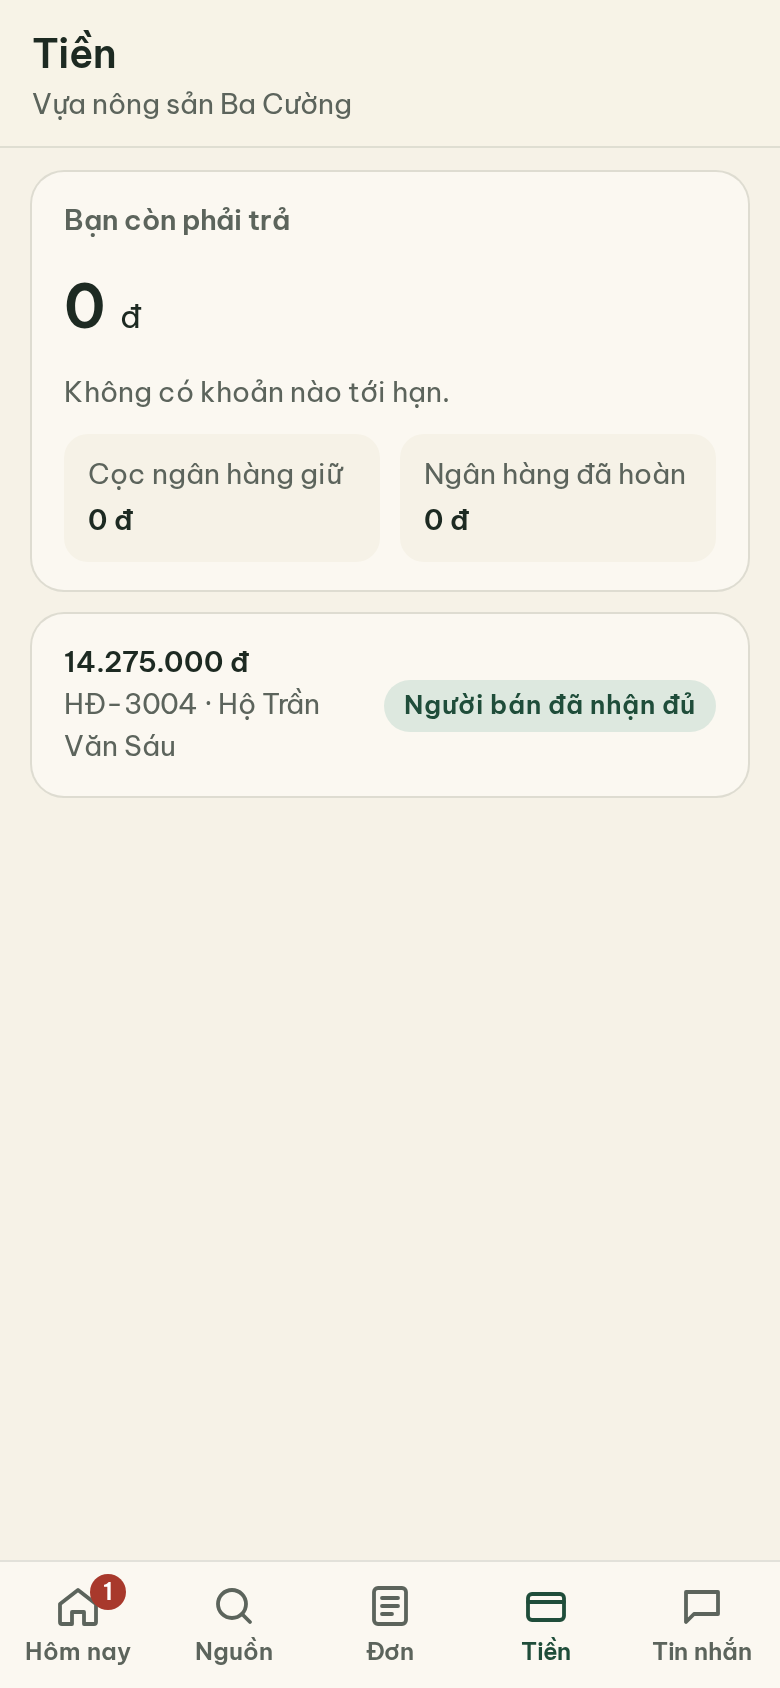 Tiền
Vựa nông sản Ba Cường
Bạn còn phải trả
0 đ
Không có khoản nào tới hạn.
Cọc ngân hàng giữ
0 đ
Ngân hàng đã hoàn
0 đ
14.275.000 đ
HĐ-3004 · Hộ Trần
Văn Sáu
Người bán đã nhận đủ
1
Hôm nay
Nguồn
Đơn
Tiền
Tin nhắn